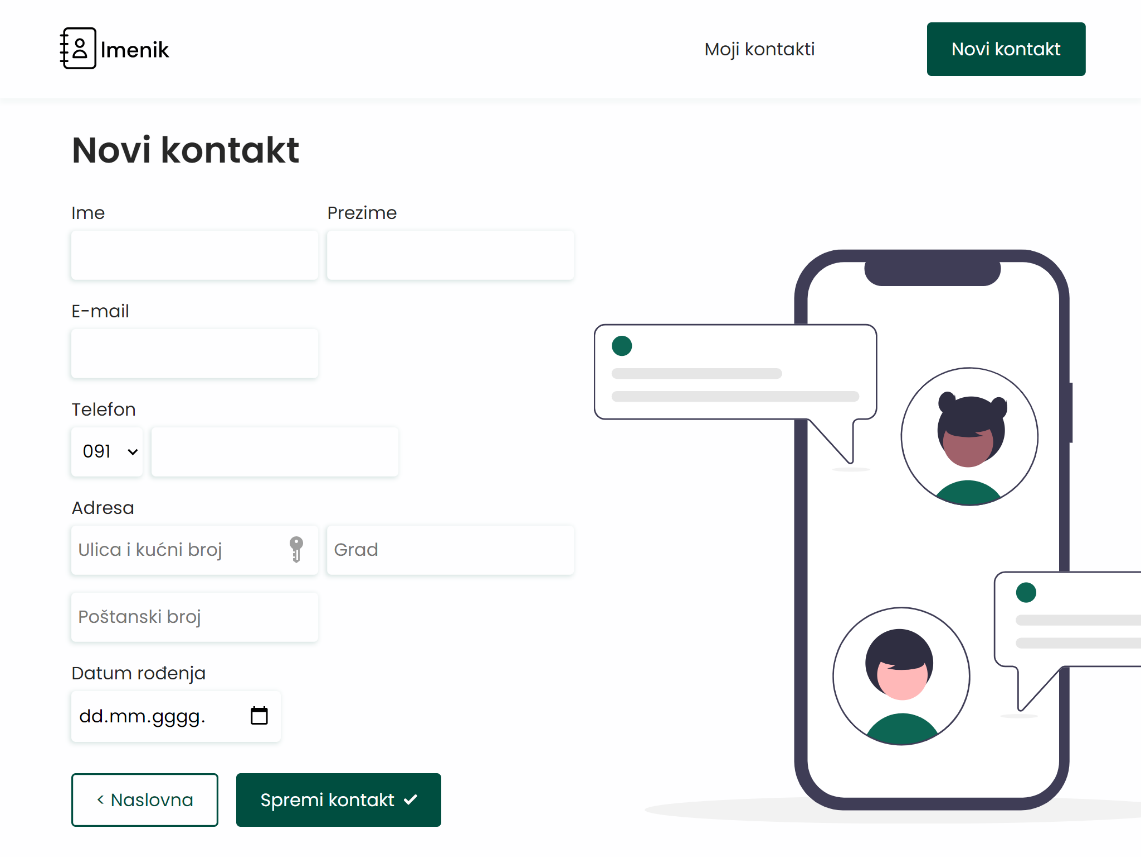 Imenik
Moji kontakti
Novi kontakt
Novi kontakt
Ime
Prezime
E-mail
Telefon
091
Adresa
Ulica i kućni broj
Grad
Poštanski broj
Datum rođenja
dd.mm.gggg.
< Naslovna
Spremi kontakt